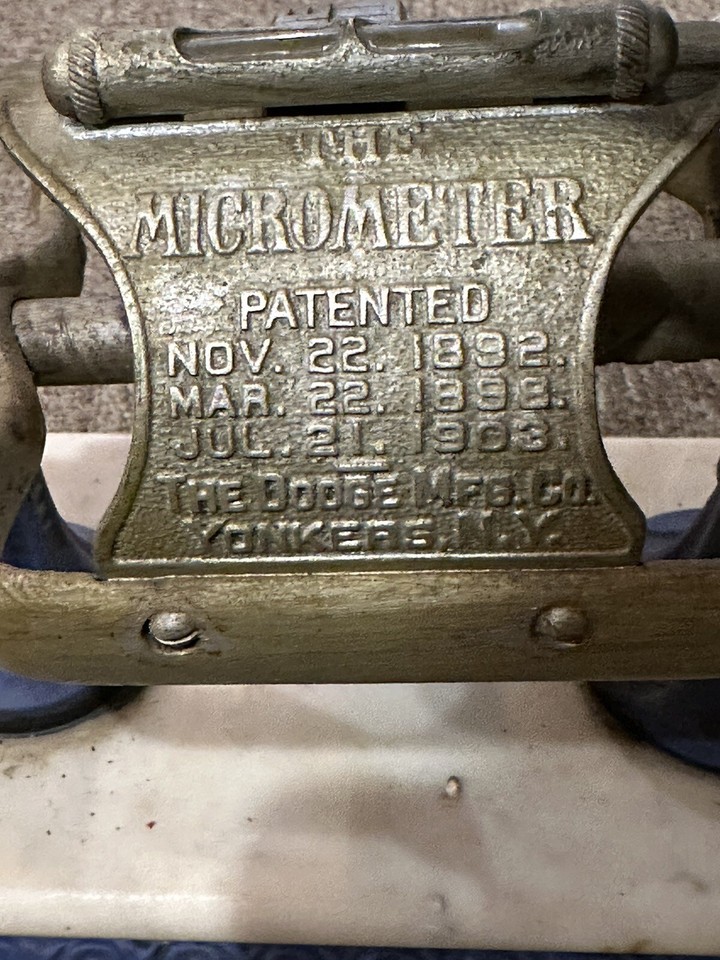 THE
MICROMETER
PATENTED
NOV. 22. 1892.
MAR. 22. 1898.
JUL. 21. 1903.
THE DODGE MFG. CO.
YONKERS, N.Y.